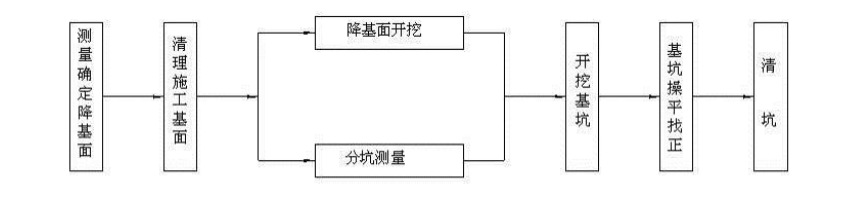 测量确定降基面
清理施工基面
降基面开挖
分坑测量
开挖基坑
基坑操平找正
清坑